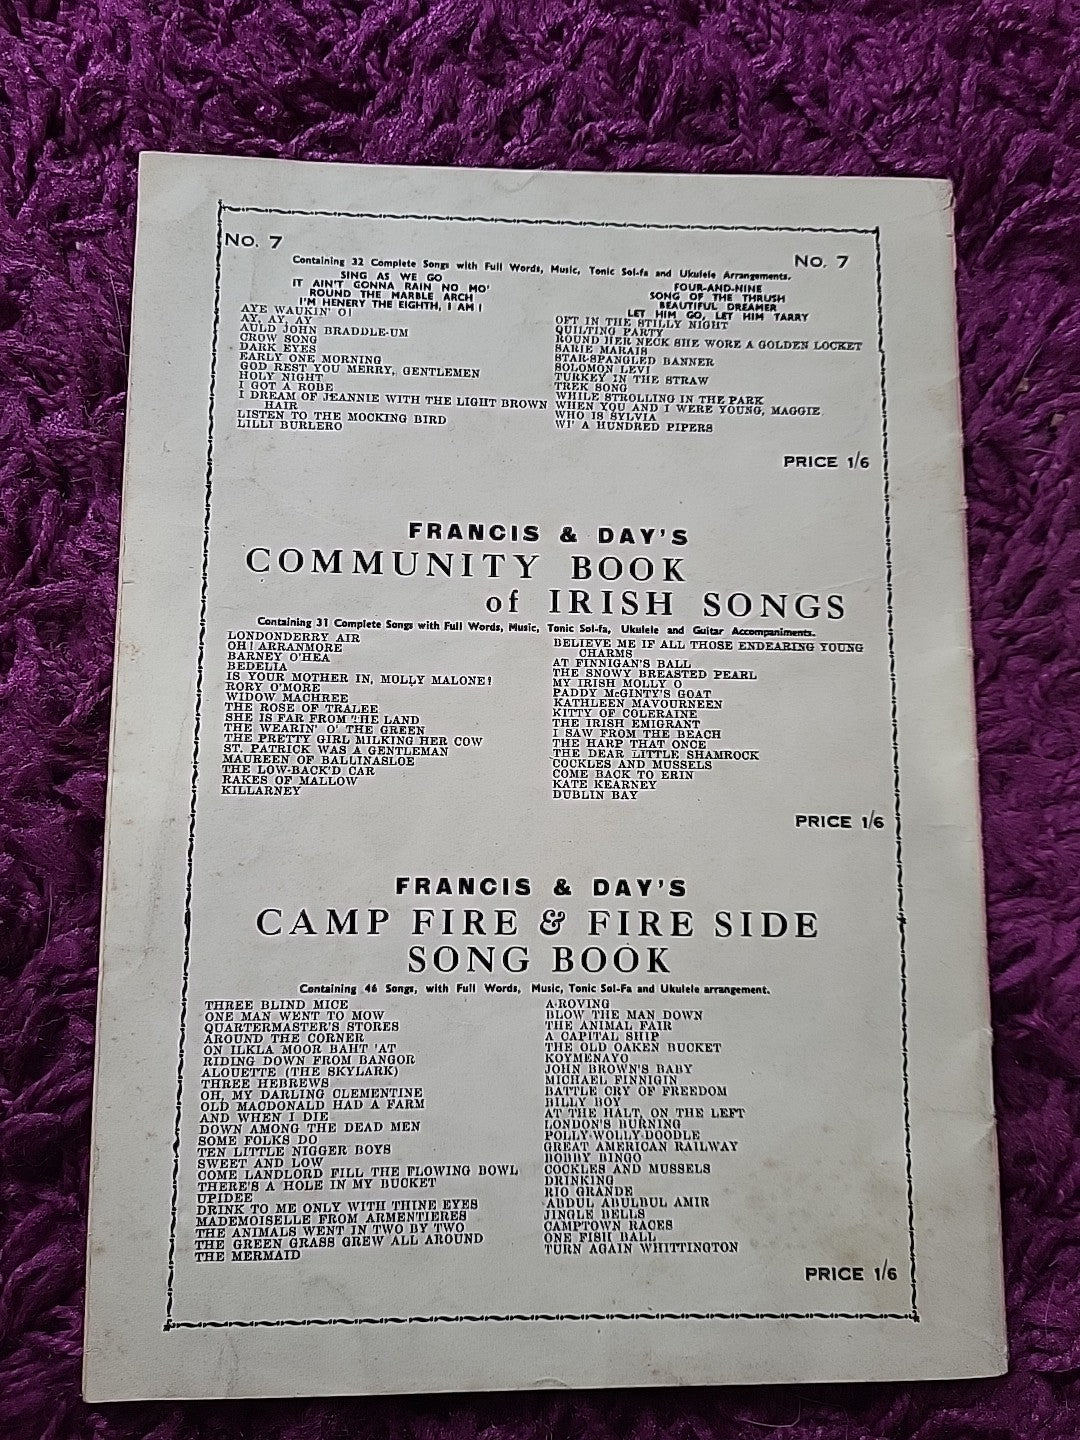 No. 7
No. 7
Containing 32 Complete Songs with Full Words, Music, Tonic Sol-fa and Ukulele Arrangements.
SING AS WE GO
IT AIN'T GONNA RAIN NO MO'
ROUND THE MARBLE ARCH
I'M HENERY THE EIGHTH, I AM I
AYE WAUKIN' O!
AY, AY, AY
AULD JOHN BRADDLE-UM
CROW SONG
DARK EYES
EARLY ONE MORNING
GOD REST YOU MERRY, GENTLEMEN
HOLY NIGHT
I GOT A ROBE
I DREAM OF JEANNIE WITH THE LIGHT BROWN
HAIR
LISTEN TO THE MOCKING BIRD
LILLI BURLERO
FOUR-AND-NINE
SONG OF THE THRUSH
BEAUTIFUL DREAMER
LET HIM GO, LET HIM TARRY
OFT IN THE STILLY NIGHT
QUILTING PARTY
ROUND HER NECK SHE WORE A GOLDEN LOCKET
SARIE MARAIS
STAR-SPANGLED BANNER
SOLOMON LEVI
TURKEY IN THE STRAW
TREK SONG
WHILE STROLLING IN THE PARK
WHEN YOU AND I WERE YOUNG, MAGGIE
WHO IS SYLVIA
WI' A HUNDRED PIPERS
PRICE 1/6
FRANCIS & DAY'S
COMMUNITY BOOK
of IRISH SONGS
Containing 31 Complete Songs with Full Words, Music, Tonic Sol-fa, Ukulele and Guitar Accompaniments.
LONDONDERRY AIR
OH! ARRANMORE
BARNEY O'HEA
BEDELIA
IS YOUR MOTHER IN, MOLLY MALONE?
RORY O'MORE
WIDOW MACHREE
THE ROSE OF TRALEE
SHE IS FAR FROM THE LAND
THE WEARIN' O' THE GREEN
THE PRETTY GIRL MILKING HER COW
ST. PATRICK WAS A GENTLEMAN
MAUREEN OF BALLINASLOE
THE LOW-BACK'D CAR
RAKES OF MALLOW
KILLARNEY
BELIEVE ME IF ALL THOSE ENDEARING YOUNG
CHARMS
AT FINNIGAN'S BALL
THE SNOWY BREASTED PEARL
MY IRISH MOLLY O
PADDY McGINTY'S GOAT
KATHLEEN MAVOURNEEN
KITTY OF COLERAINE
THE IRISH EMIGRANT
I SAW FROM THE BEACH
THE HARP THAT ONCE
THE DEAR LITTLE SHAMROCK
COCKLES AND MUSSELS
COME BACK TO ERIN
KATE KEARNEY
DUBLIN BAY
PRICE 1/6
FRANCIS & DAY'S
CAMP FIRE & FIRE SIDE
SONG BOOK
Containing 46 Songs, with Full Words, Music, Tonic Sol-Fa and Ukulele arrangement.
THREE BLIND MICE
ONE MAN WENT TO MOW
QUARTERMASTER'S STORES
AROUND THE CORNER
ON ILKLA MOOR BAHT 'AT
RIDING DOWN FROM BANGOR
ALOUETTE (THE SKYLARK)
THREE HEBREWS
OH, MY DARLING CLEMENTINE
OLD MACDONALD HAD A FARM
AND WHEN I DIE
DOWN AMONG THE DEAD MEN
SOME FOLKS DO
TEN LITTLE NIGGER BOYS
SWEET AND LOW
COME LANDLORD FILL THE FLOWING BOWL
THERE'S A HOLE IN MY BUCKET
UPIDEE
DRINK TO ME ONLY WITH THINE EYES
MADEMOISELLE FROM ARMENTIERES
THE ANIMALS WENT IN TWO BY TWO
THE GREEN GRASS GREW ALL AROUND
THE MERMAID
A-ROVING
BLOW THE MAN DOWN
THE ANIMAL FAIR
A CAPITAL SHIP
THE OLD OAKEN BUCKET
KOYMENAYO
JOHN BROWN'S BABY
MICHAEL FINNIGIN
BATTLE CRY OF FREEDOM
BILLY BOY
AT THE HALT, ON THE LEFT
LONDON'S BURNING
POLLY-WOLLY-DOODLE
GREAT AMERICAN RAILWAY
BOBBY BINGO
COCKLES AND MUSSELS
DRINKING
RIO GRANDE
ABDUL ABULBUL AMIR
JINGLE BELLS
CAMPTOWN RACES
ONE FISH BALL
TURN AGAIN WHITTINGTON
PRICE 1/6